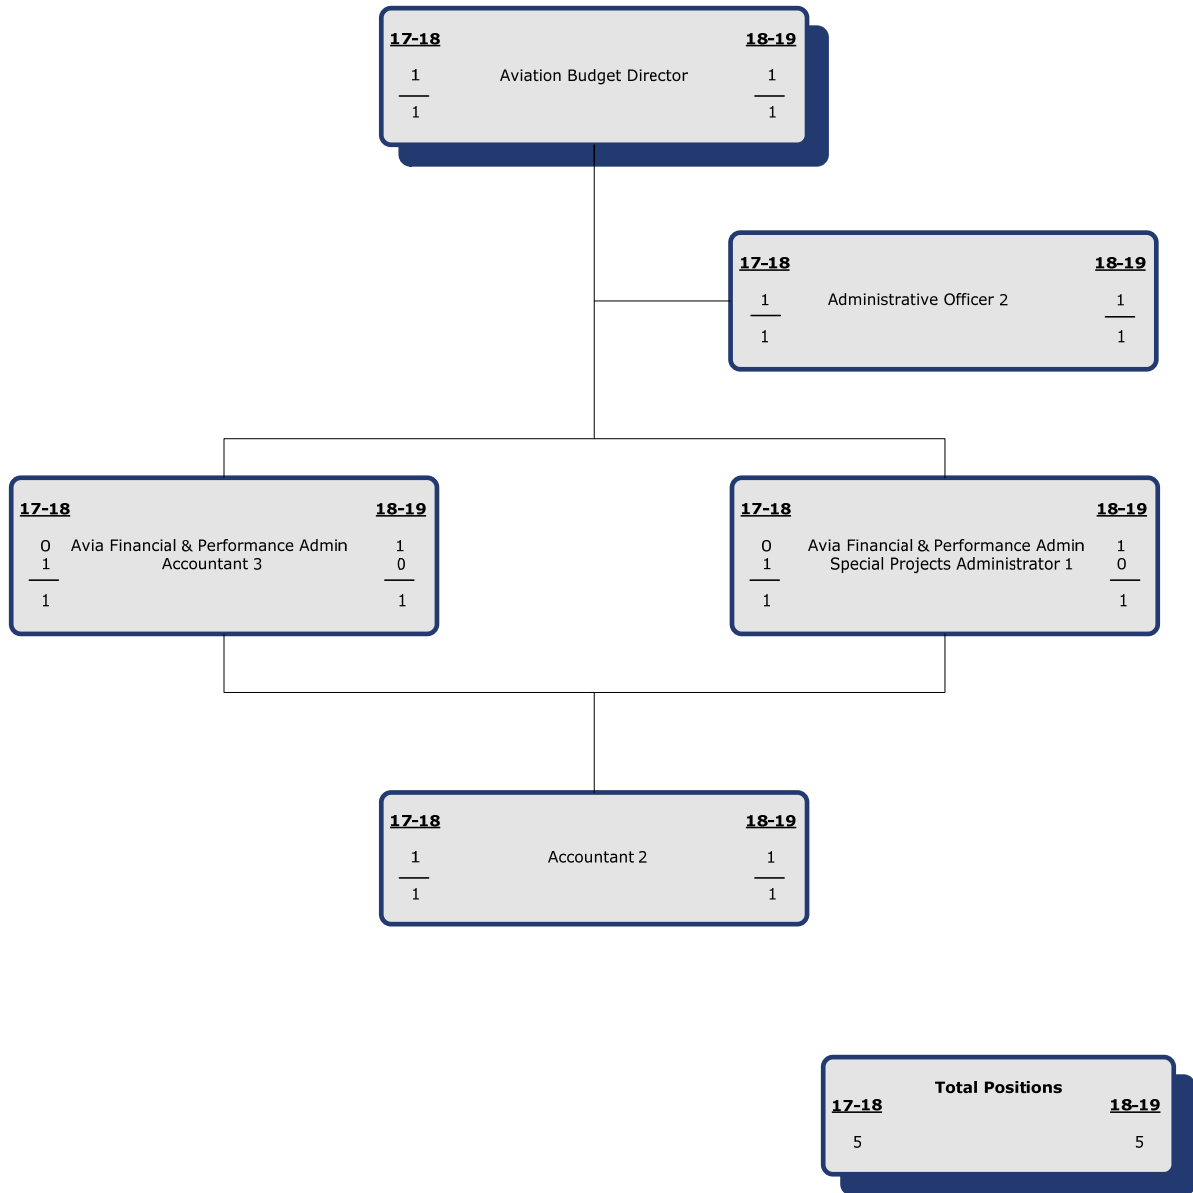 17-18 18-19
1 Aviation Budget Director 1
1 1
17-18 18-19
1 Administrative Officer 2 1
1 1
17-18 18-19
0 Avia Financial & Performance Admin 1
1 Accountant 3 0
1 1
17-18 18-19
0 Avia Financial & Performance Admin 1
1 Special Projects Administrator 1 0
1 1
17-18 18-19
1 Accountant 2 1
1 1
Total Positions
17-18 18-19
5 5